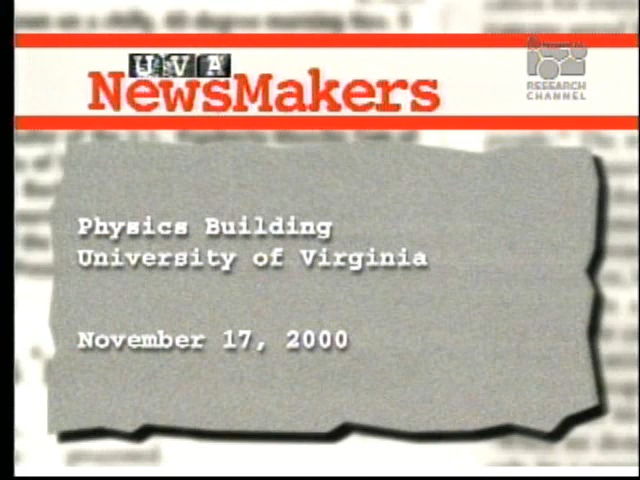 UVA
NewsMakers
RESEARCH
CHANNEL
Physics Building
University of Virginia
November 17, 2000